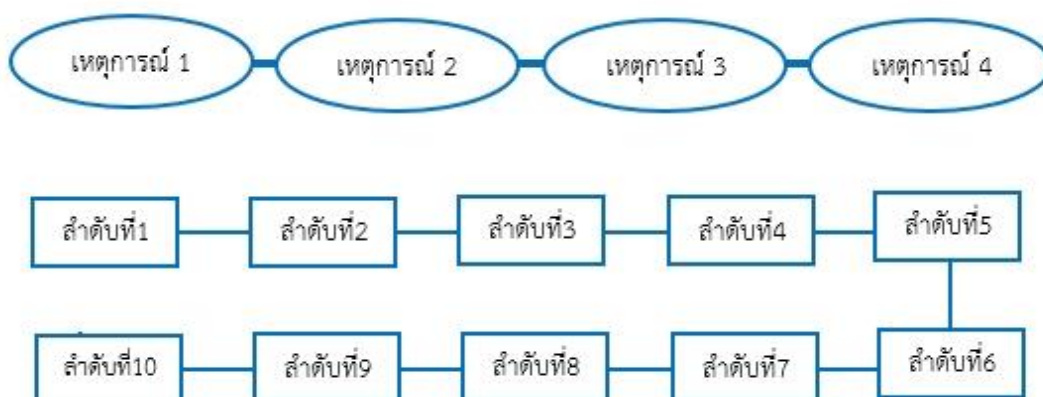 เหตุการณ์ 1 เหตุการณ์ 2 เหตุการณ์ 3 เหตุการณ์ 4
ลำดับที่1 ลำดับที่2 ลำดับที่3 ลำดับที่4 ลำดับที่5
ลำดับที่10 ลำดับที่9 ลำดับที่8 ลำดับที่7 ลำดับที่6